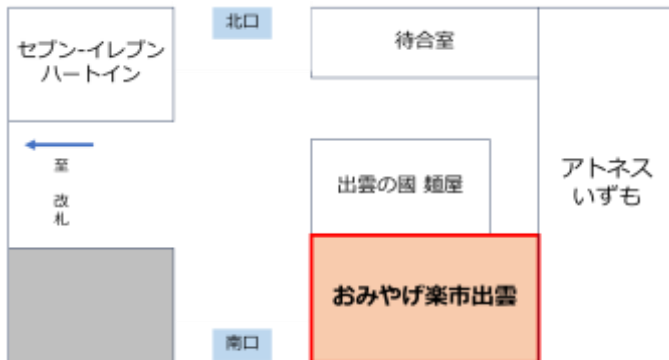 北口
セブン-イレブン
ハートイン
待合室
至
改
札
出雲の國 麺屋
アトネス
いずも
おみやげ楽市出雲
南口